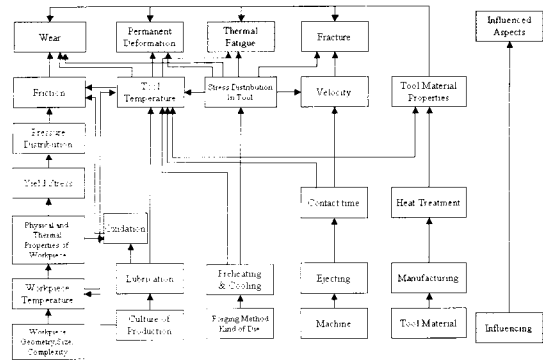 Wear
Permanent
Deformation
Thermal
Fatigue
Fracture
Influenced
Aspects
Friction
Tool
Temperature
Stress Distribution
in Tool
Velocity
Tool Material
Properties
Pressure
Distribution
Yield Stress
Contact time
Heat Treatment
Physical and
Thermal
Properties of
Workpiece
Oxidation
Workpiece
Temperature
Lubrication
Preheating
& Cooling
Ejecting
Manufacturing
Workpiece
Geometry,Size,
Complexity
Culture of
Production
Forging Method
Kind of Die
Machine
Tool Material
Influencing